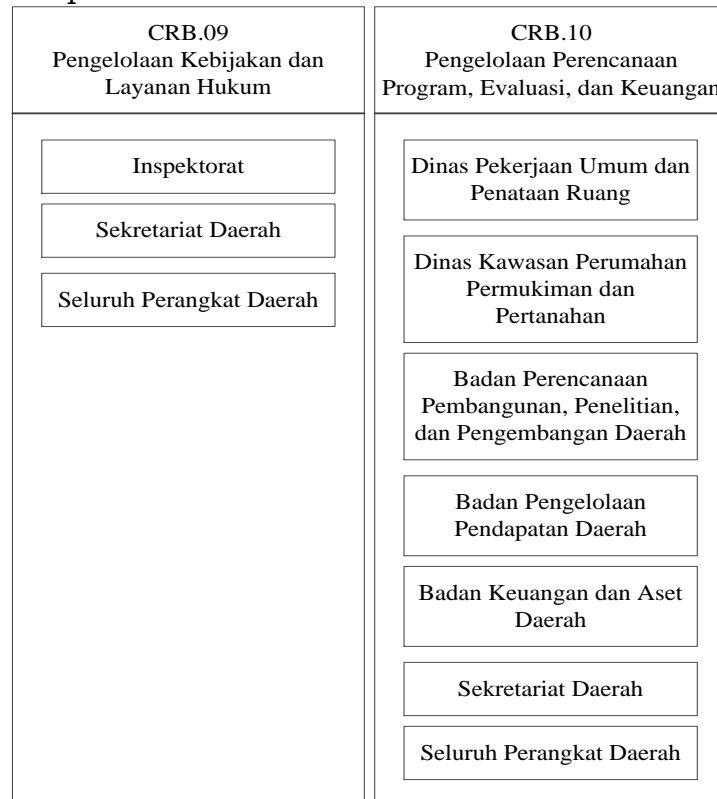 CRB.09
Pengelolaan Kebijakan dan
Layanan Hukum
Inspektorat
Sekretariat Daerah
Seluruh Perangkat Daerah
CRB.10
Pengelolaan Perencanaan
Program, Evaluasi, dan Keuangan
Dinas Pekerjaan Umum dan
Penataan Ruang
Dinas Kawasan Perumahan
Permukiman dan
Pertanahan
Badan Perencanaan
Pembangunan, Penelitian,
dan Pengembangan Daerah
Badan Pengelolaan
Pendapatan Daerah
Badan Keuangan dan Aset
Daerah
Sekretariat Daerah
Seluruh Perangkat Daerah